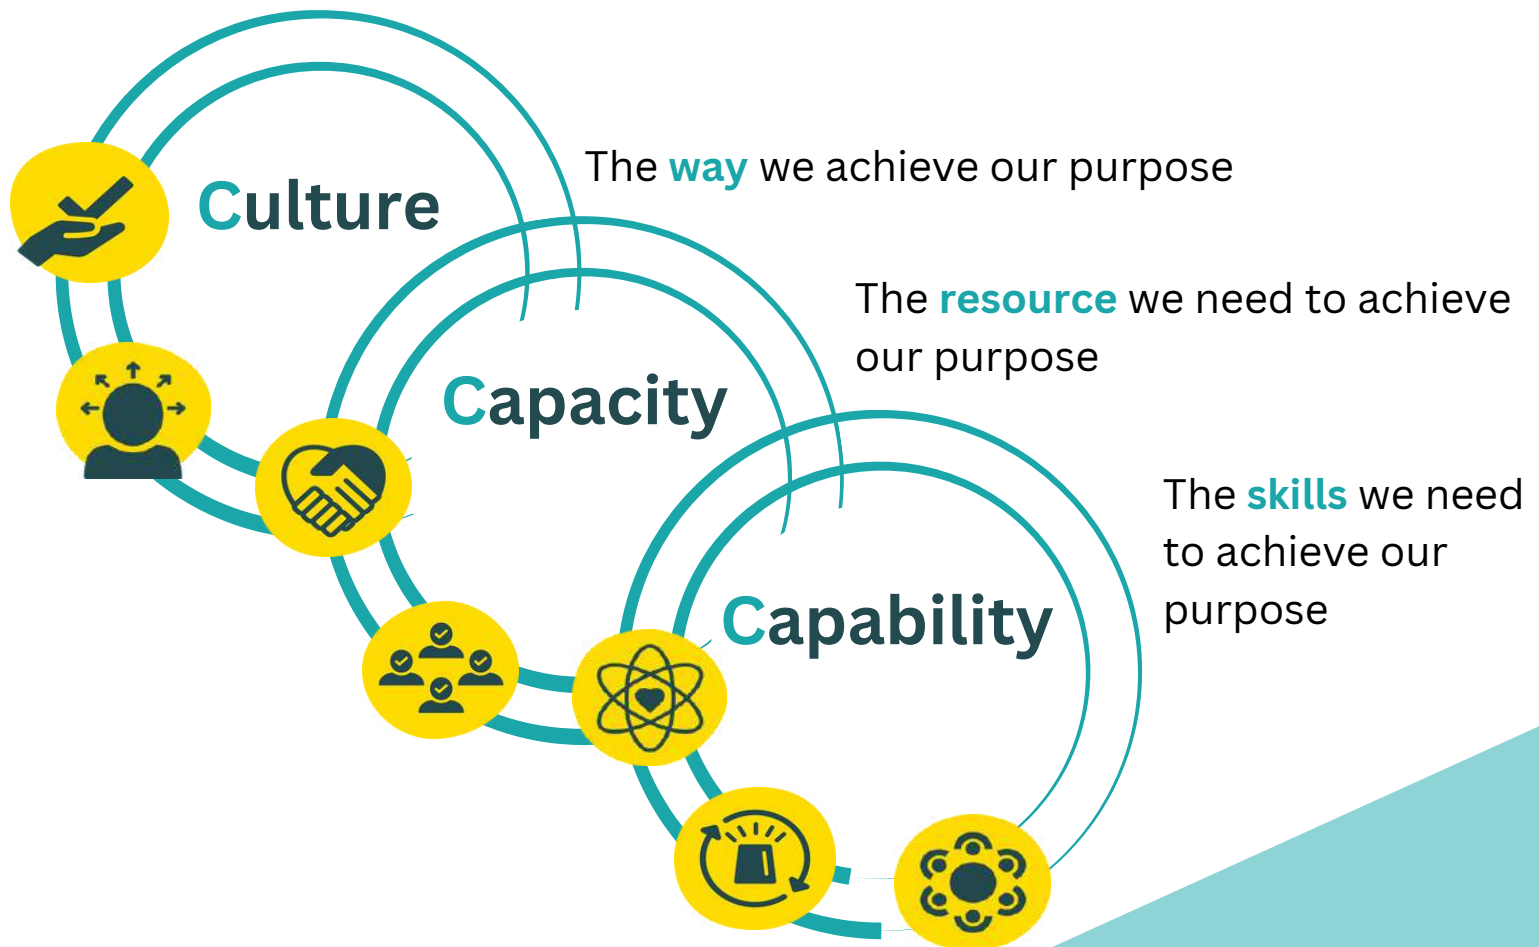 Culture
The way we achieve our purpose
Capacity
The resource we need to achieve
our purpose
Capability
The skills we need
to achieve our
purpose